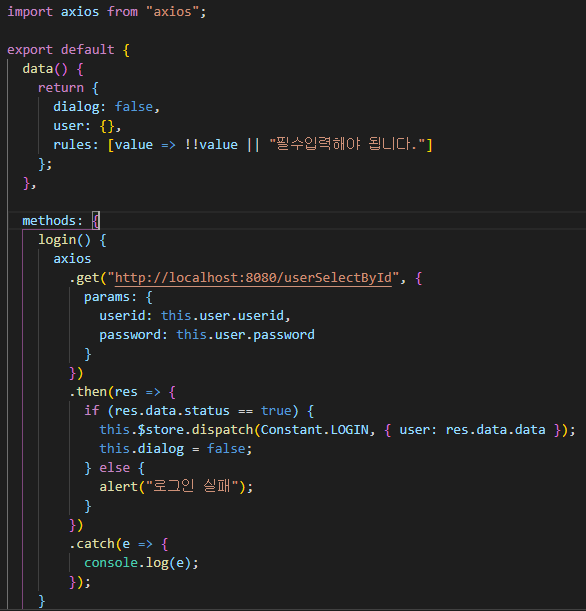 import axios from "axios";
export default {
data() {
return {
dialog: false,
user: {},
rules: [value => !!value || "필수입력해야 됩니다."]
};
},
methods: {
login() {
axios
.get("http://localhost:8080/userSelectById", {
params: {
userid: this.user.userid,
password: this.user.password
}
})
.then(res => {
if (res.data.status == true) {
this.$store.dispatch(Constant.LOGIN, { user: res.data.data });
this.dialog = false;
} else {
alert("로그인 실패");
}
})
.catch(e => {
console.log(e);
});
}